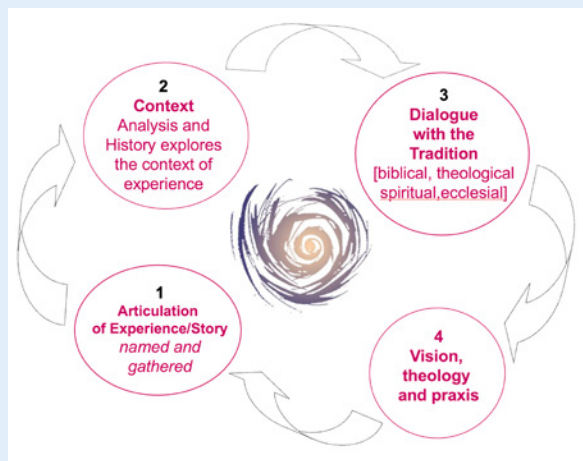 1
Articulation
of Experience/Story
named and
gathered
2
Context
Analysis and
History explores
the context of
experience
3
Dialogue
with the
Tradition
[biblical, theological
spiritual,ecclesial]
4
Vision,
theology
and praxis